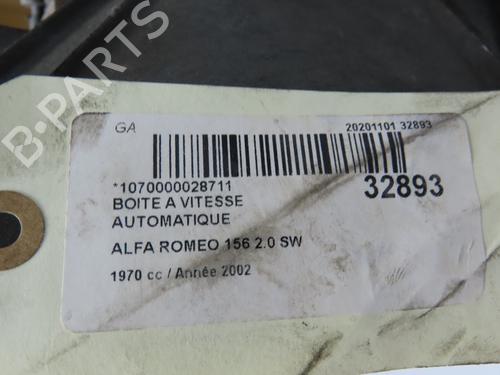 GA
20201101 32893
*1070000028711
32893
BOITE A VITESSE
AUTOMATIQUE
ALFA ROMEO 156 2.0 SW
1970 cc / Année 2002
B-PARTS